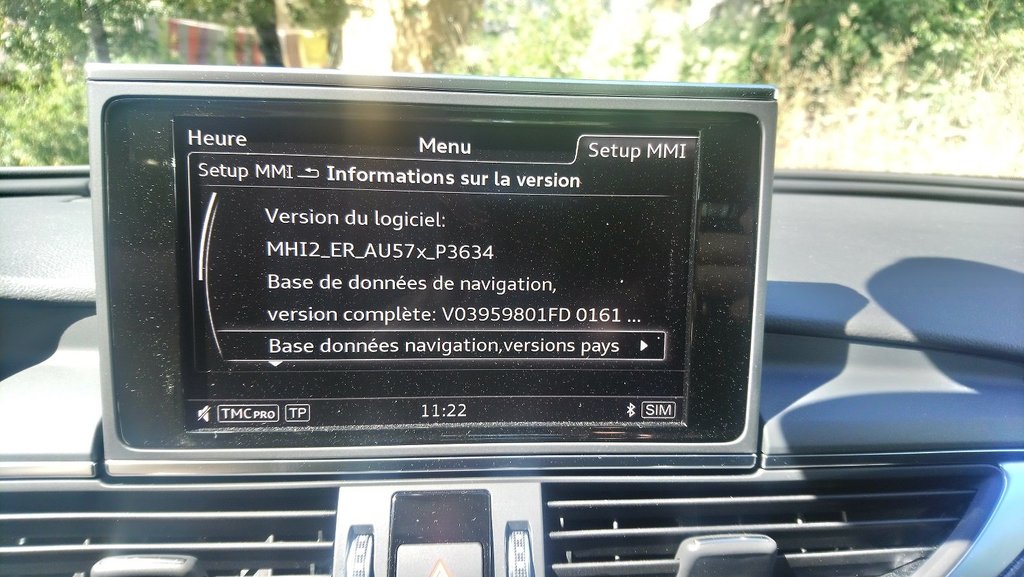 Heure
Menu
Setup MMI
Setup MMI Informations sur la version
Version du logiciel:
MHI2_ER_AU57x_P3634
Base de données de navigation,
version complète: V03959801FD 0161 ...
Base données navigation,versions pays
TMC PRO TP 11:22 SIM